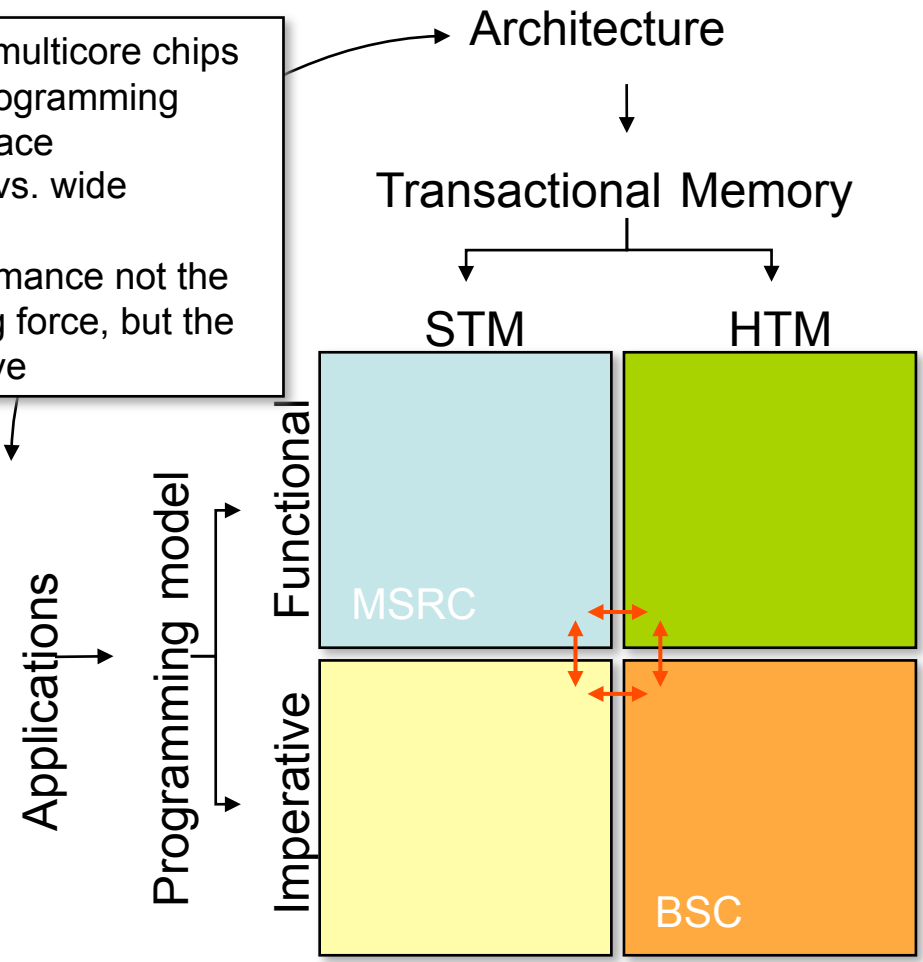 multicore chips
ogramming
ace
vs. wide
mance not the
g force, but the
ve
Architecture
Transactional Memory
STM
HTM
Applications
Programming model
Functional
Imperative
MSRC
BSC